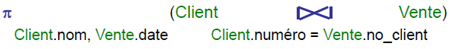 π (Client ⋈ Vente)
Client.nom, Vente.date Client.numéro = Vente.no_client